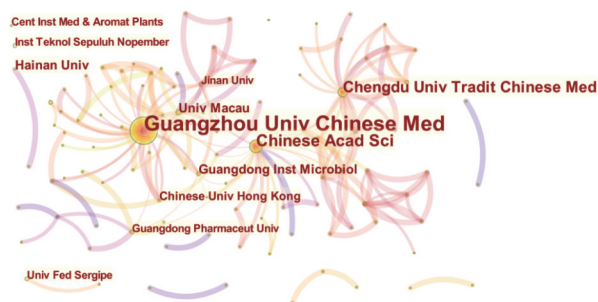 Cent Inst Med & Aromat Plants
Inst Teknol Sepuluh Nopember
Hainan Univ
Jinan Univ
Chengdu Univ Tradit Chinese Med
Univ Macau
Guangzhou Univ Chinese Med
Chinese Acad Sci
Guangdong Inst Microbiol
Chinese Univ Hong Kong
Guangdong Pharmaceut Univ
Univ Fed Sergipe